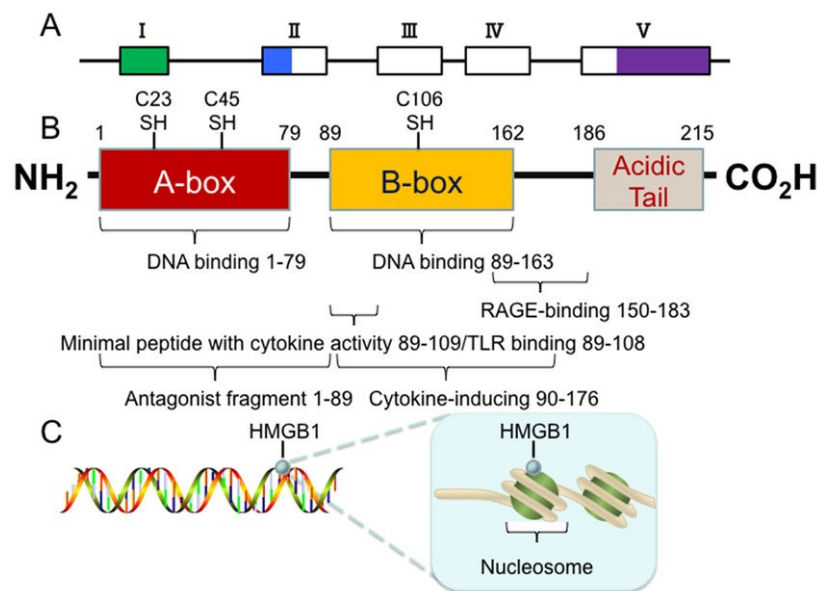 A
I II III IV V
C23 C45 C106
SH SH SH
B 1 79 89 162 186 215
NH2 A-box B-box Acidic Tail CO2H
DNA binding 1-79 DNA binding 89-163
RAGE-binding 150-183
Minimal peptide with cytokine activity 89-109/TLR binding 89-108
Antagonist fragment 1-89 Cytokine-inducing 90-176
C
HMGB1 HMGB1
Nucleosome